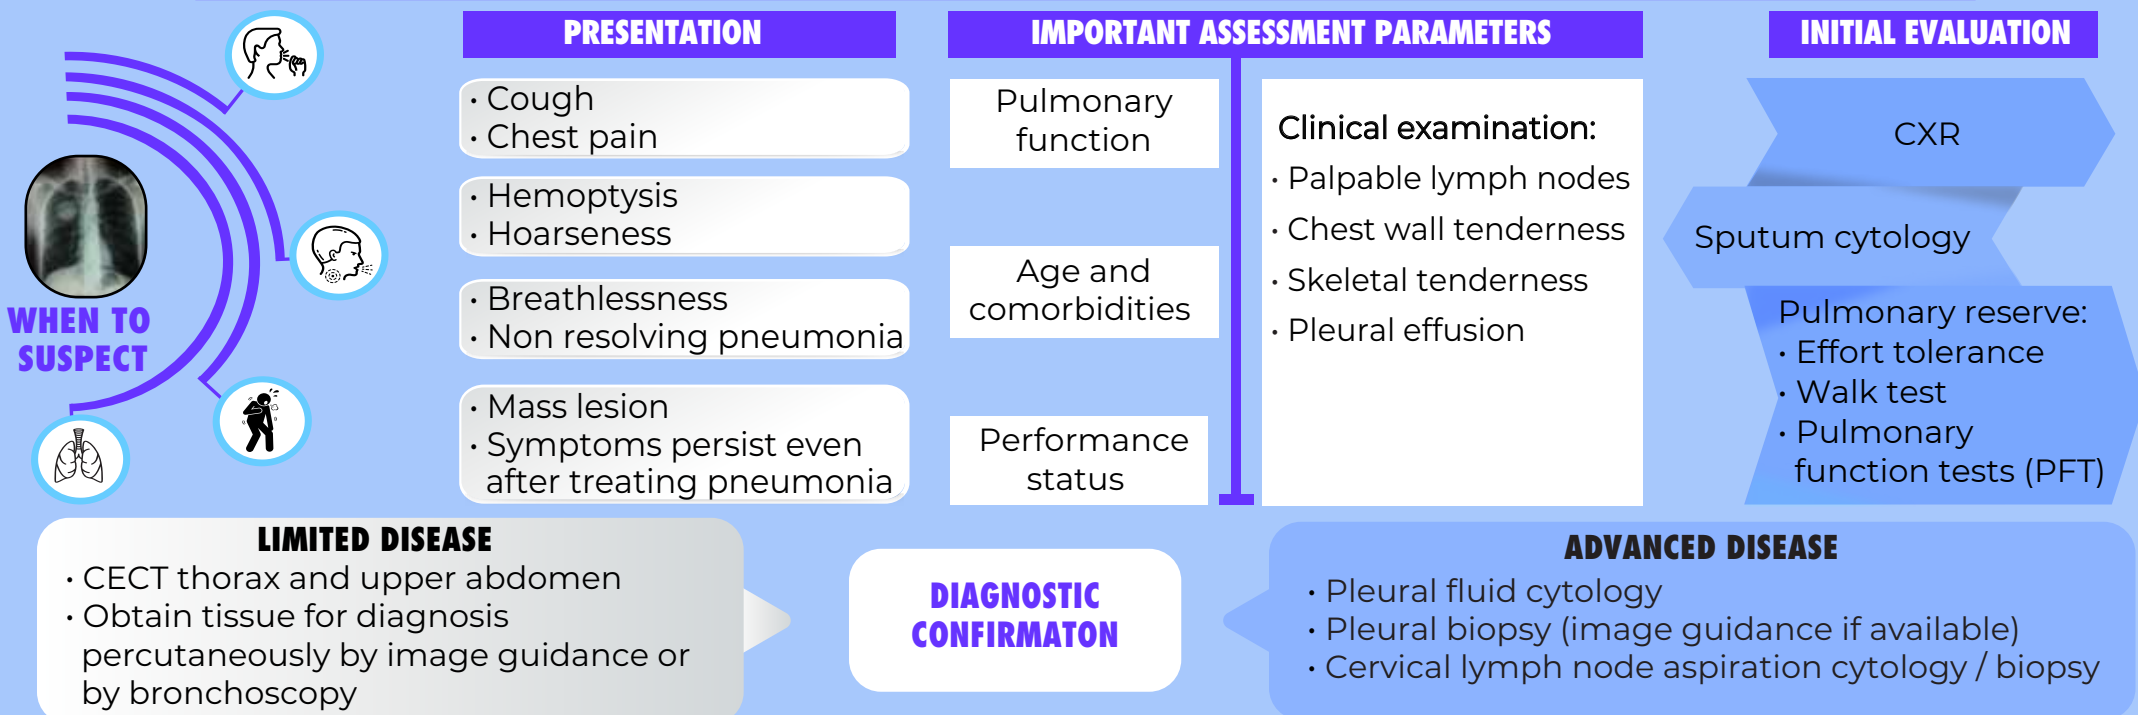 WHEN TO
SUSPECT
PRESENTATION
• Cough
• Chest pain
• Hemoptysis
• Hoarseness
• Breathlessness
• Non resolving pneumonia
• Mass lesion
• Symptoms persist even
after treating pneumonia
IMPORTANT ASSESSMENT PARAMETERS
Pulmonary
function
Age and
comorbidities
Performance
status
Clinical examination:
• Palpable lymph nodes
• Chest wall tenderness
• Skeletal tenderness
• Pleural effusion
INITIAL EVALUATION
CXR
Sputum cytology
Pulmonary reserve:
• Effort tolerance
• Walk test
• Pulmonary
function tests (PFT)
LIMITED DISEASE
• CECT thorax and upper abdomen
• Obtain tissue for diagnosis
percutaneously by image guidance or
by bronchoscopy
DIAGNOSTIC
CONFIRMATON
ADVANCED DISEASE
• Pleural fluid cytology
• Pleural biopsy (image guidance if available)
• Cervical lymph node aspiration cytology / biopsy